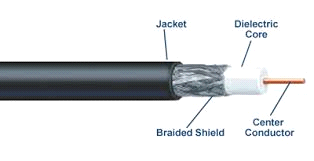 Jacket
Dielectric
Core
Braided Shield
Center
Conductor